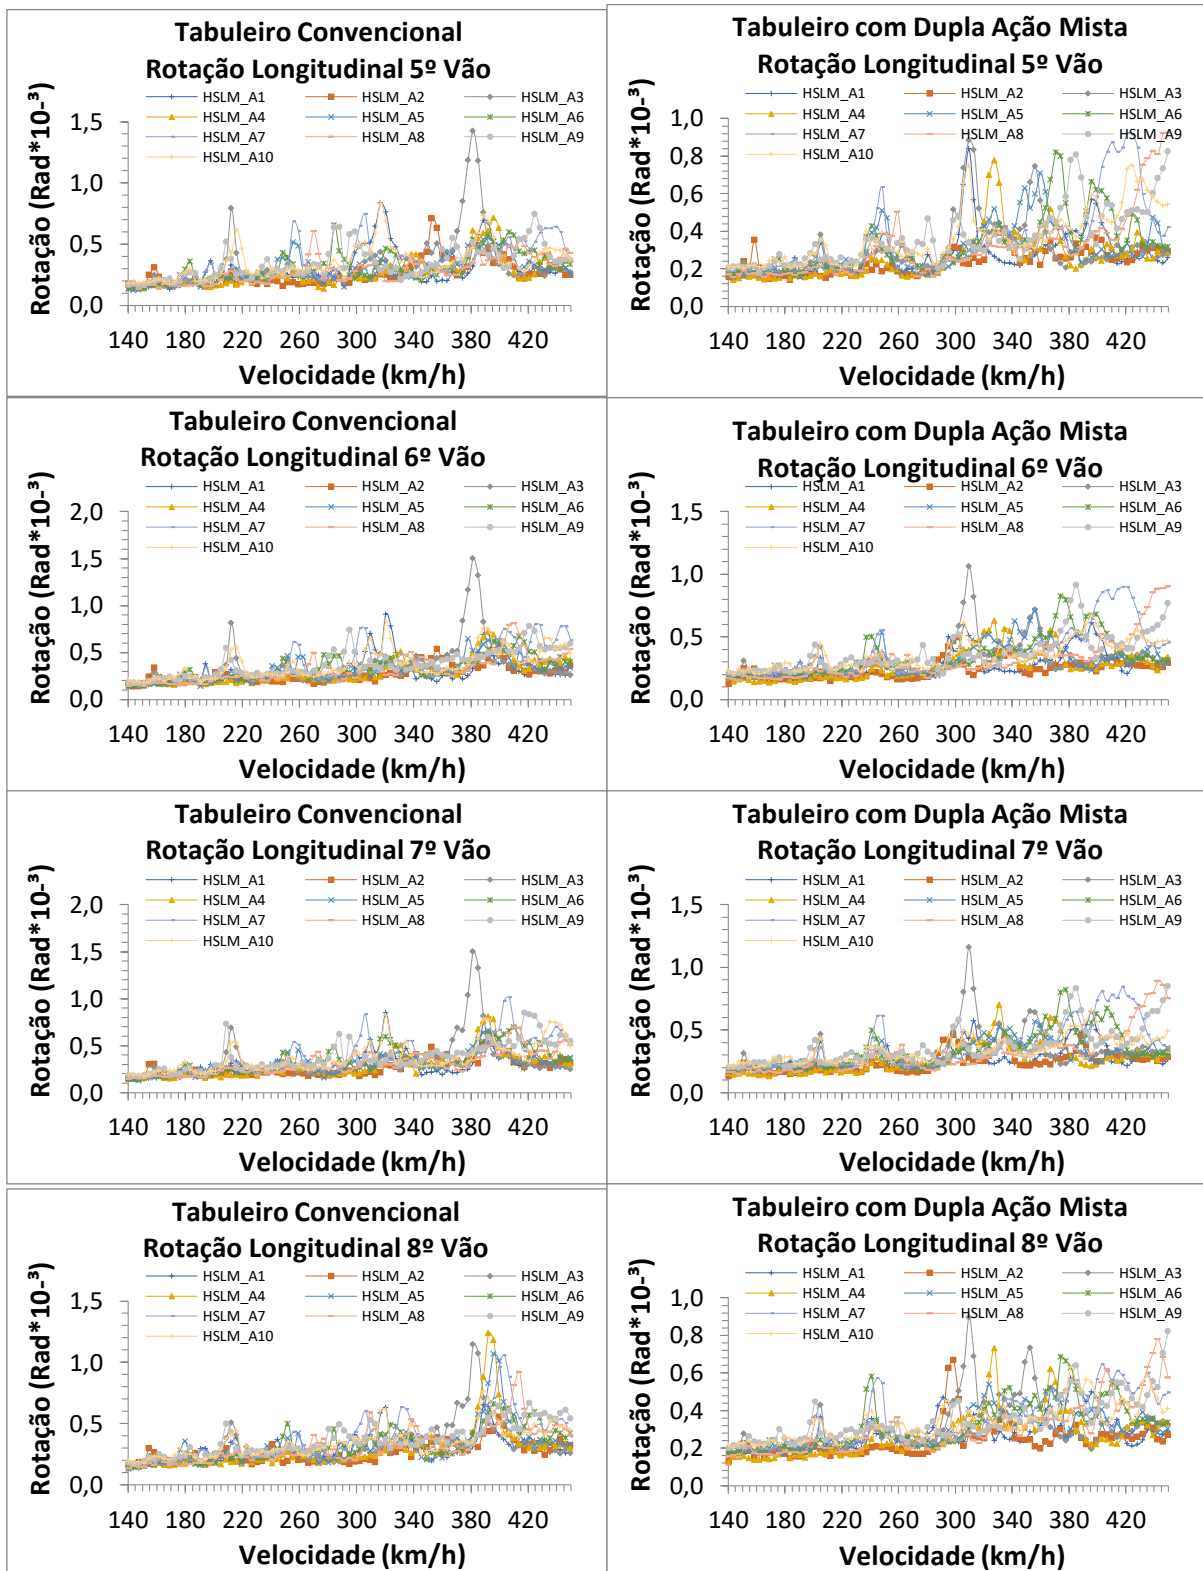 Tabuleiro Convencional
Rotação Longitudinal 5º Vão
HSLM_A1 HSLM_A2 HSLM_A3
HSLM_A4 HSLM_A5 HSLM_A6
HSLM_A7 HSLM_A8 HSLM_A9
HSLM_A10
Rotação (Rad*10-³)
1,5
1,0
0,5
0,0
140 180 220 260 300 340 380 420
Velocidade (km/h)
Tabuleiro com Dupla Ação Mista
Rotação Longitudinal 5º Vão
HSLM_A1 HSLM_A2 HSLM_A3
HSLM_A4 HSLM_A5 HSLM_A6
HSLM_A7 HSLM_A8 HSLM_A9
HSLM_A10
Rotação (Rad*10-³)
1,0
0,8
0,6
0,4
0,2
0,0
140 180 220 260 300 340 380 420
Velocidade (km/h)
Tabuleiro Convencional
Rotação Longitudinal 6º Vão
HSLM_A1 HSLM_A2 HSLM_A3
HSLM_A4 HSLM_A5 HSLM_A6
HSLM_A7 HSLM_A8 HSLM_A9
HSLM_A10
Rotação (Rad*10-³)
2,0
1,5
1,0
0,5
0,0
140 180 220 260 300 340 380 420
Velocidade (km/h)
Tabuleiro com Dupla Ação Mista
Rotação Longitudinal 6º Vão
HSLM_A1 HSLM_A2 HSLM_A3
HSLM_A4 HSLM_A5 HSLM_A6
HSLM_A7 HSLM_A8 HSLM_A9
HSLM_A10
Rotação (Rad*10-³)
1,5
1,0
0,5
0,0
140 180 220 260 300 340 380 420
Velocidade (km/h)
Tabuleiro Convencional
Rotação Longitudinal 7º Vão
HSLM_A1 HSLM_A2 HSLM_A3
HSLM_A4 HSLM_A5 HSLM_A6
HSLM_A7 HSLM_A8 HSLM_A9
HSLM_A10
Rotação (Rad*10-³)
2,0
1,5
1,0
0,5
0,0
140 180 220 260 300 340 380 420
Velocidade (km/h)
Tabuleiro com Dupla Ação Mista
Rotação Longitudinal 7º Vão
HSLM_A1 HSLM_A2 HSLM_A3
HSLM_A4 HSLM_A5 HSLM_A6
HSLM_A7 HSLM_A8 HSLM_A9
HSLM_A10
Rotação (Rad*10-³)
1,5
1,0
0,5
0,0
140 180 220 260 300 340 380 420
Velocidade (km/h)
Tabuleiro Convencional
Rotação Longitudinal 8º Vão
HSLM_A1 HSLM_A2 HSLM_A3
HSLM_A4 HSLM_A5 HSLM_A6
HSLM_A7 HSLM_A8 HSLM_A9
HSLM_A10
Rotação (Rad*10-³)
1,5
1,0
0,5
0,0
140 180 220 260 300 340 380 420
Velocidade (km/h)
Tabuleiro com Dupla Ação Mista
Rotação Longitudinal 8º Vão
HSLM_A1 HSLM_A2 HSLM_A3
HSLM_A4 HSLM_A5 HSLM_A6
HSLM_A7 HSLM_A8 HSLM_A9
HSLM_A10
Rotação (Rad*10-³)
1,0
0,8
0,6
0,4
0,2
0,0
140 180 220 260 300 340 380 420
Velocidade (km/h)